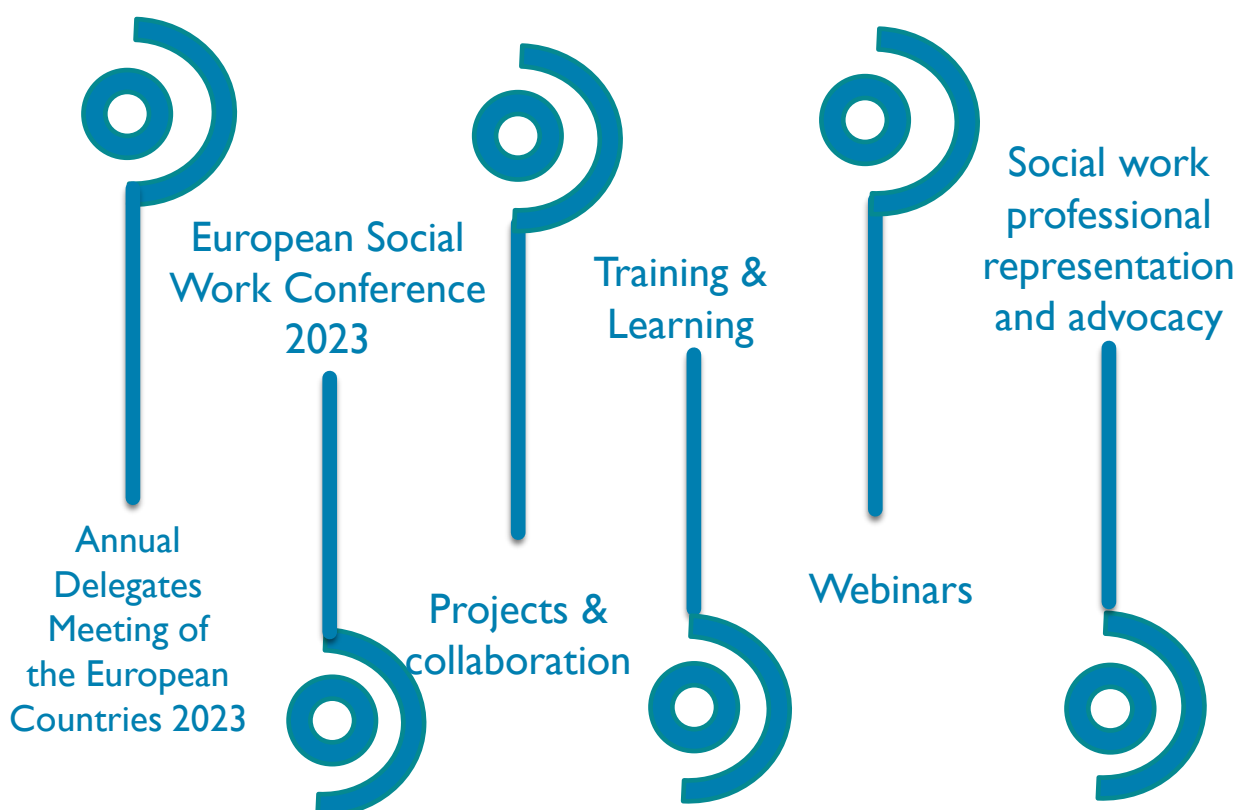 Annual
Delegates
Meeting of
the European
Countries 2023
European Social
Work Conference
2023
Projects &
collaboration
Training &
Learning
Webinars
Social work
professional
representation
and advocacy